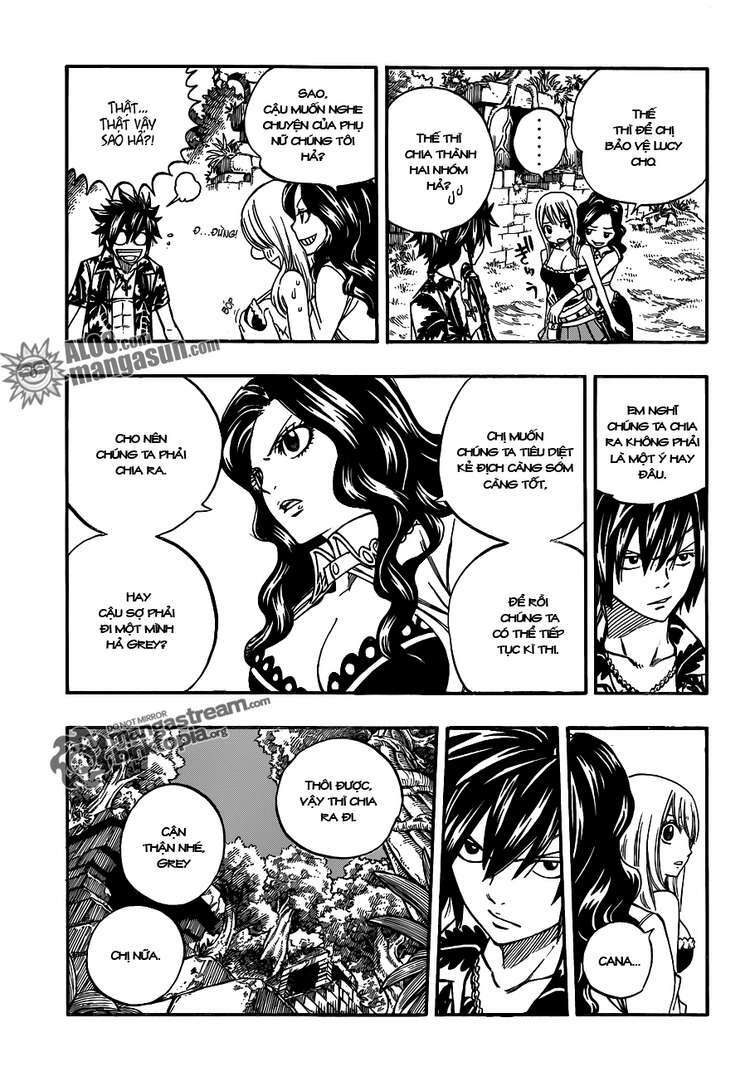 THẾ
THÌ ĐỂ CHỊ
BẢO VỆ LUCY
CHO.
THẾ THÌ
CHIA THÀNH
HAI NHÓM
HẢ?
SAO,
CẬU MUỐN NGHE
CHUYỆN CỦA PHỤ
NỮ CHÚNG TÔI
HẢ?
THẬT...
THẬT VẬY
SAO HẢ?!
Đ...ĐỪNG!
BÓP
AL08.com
mangasun.com
EM NGHĨ
CHÚNG TA CHIA
RA KHÔNG PHẢI
LÀ MỘT Ý HAY
ĐÂU.
CHỊ MUỐN
CHÚNG TA TIÊU DIỆT
KẺ ĐỊCH CÀNG SỚM
CÀNG TỐT,
ĐỂ RỒI
CHÚNG TA
CÓ THỂ TIẾP
TỤC KÌ THI.
CHO NÊN
CHÚNG TA PHẢI
CHIA RA.
HAY
CẬU SỢ PHẢI
ĐI MỘT MÌNH
HẢ GREY?
CANA...
DO NOT MIRROR
mangastream.com
THÔI ĐƯỢC,
VẬY THÌ CHIA
RA ĐI.
CẬN
THẬN NHÉ,
GREY
CHỊ NỮA.